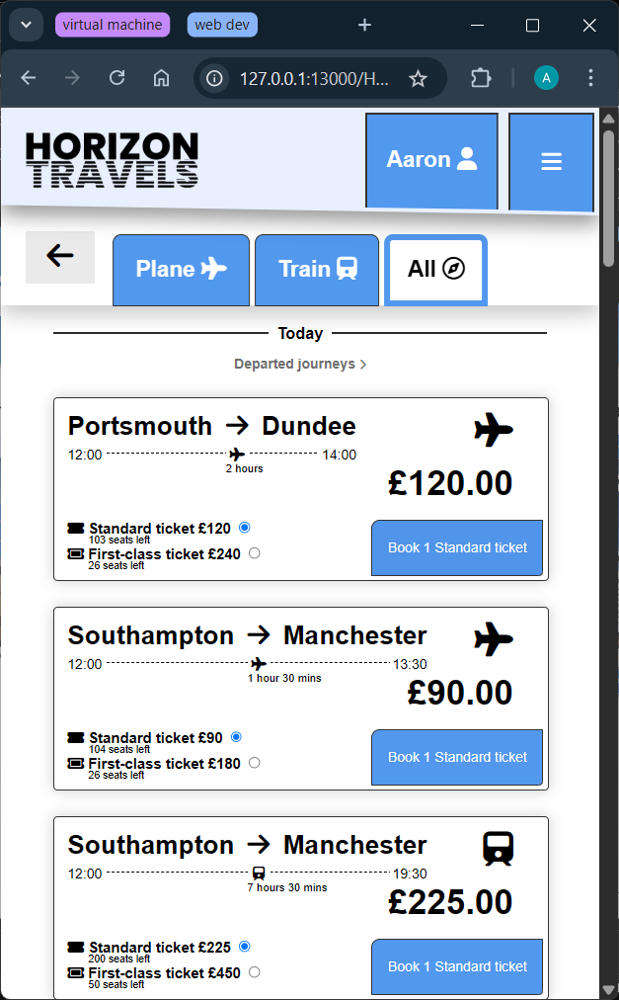 virtual machine
web dev
127.0.0.1:13000/H...
A
HORIZON
TRAVELS
Aaron
Plane
Train
All
Today
Departed journeys
Portsmouth → Dundee
12:00 14:00
2 hours
£120.00
Standard ticket £120
103 seats left
First-class ticket £240
26 seats left
Book 1 Standard ticket
Southampton → Manchester
12:00 13:30
1 hour 30 mins
£90.00
Standard ticket £90
104 seats left
First-class ticket £180
26 seats left
Book 1 Standard ticket
Southampton → Manchester
12:00 19:30
7 hours 30 mins
£225.00
Standard ticket £225
200 seats left
First-class ticket £450
50 seats left
Book 1 Standard ticket